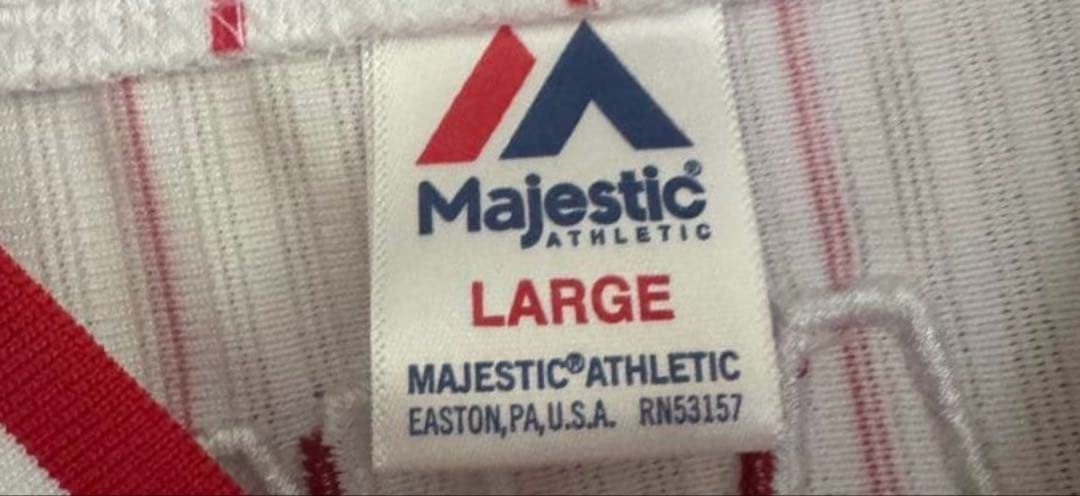 Majestic®
ATHLETIC
LARGE
MAJESTIC®ATHLETIC
EASTON,PA,U.S.A. RN53157